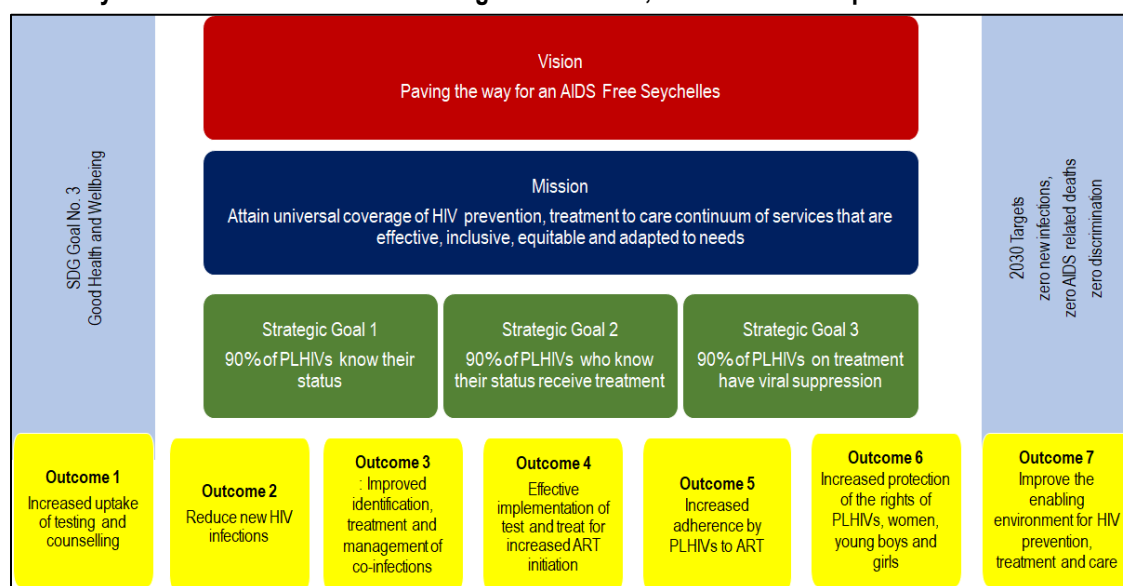 Vision
Paving the way for an AIDS Free Seychelles
Mission
Attain universal coverage of HIV prevention, treatment to care continuum of services that are
effective, inclusive, equitable and adapted to needs
SDG Goal No. 3
Good Health and Wellbeing
2030 Targets
zero new infections,
zero AIDS related deaths
zero discrimination
Strategic Goal 1
90% of PLHIVs know their
status
Strategic Goal 2
90% of PLHIVs who know
their status receive treatment
Strategic Goal 3
90% of PLHIVs on treatment
have viral suppression
Outcome 1
Increased uptake
of testing and
counselling
Outcome 2
Reduce new HIV
infections
Outcome 3
: Improved
identification,
treatment and
management of
co-infections
Outcome 4
Effective
implementation of
test and treat for
increased ART
initiation
Outcome 5
Increased
adherence by
PLHIVs to ART
Outcome 6
Increased protection
of the rights of
PLHIVs, women,
young boys and
girls
Outcome 7
Improve the
enabling
environment for HIV
prevention,
treatment and care